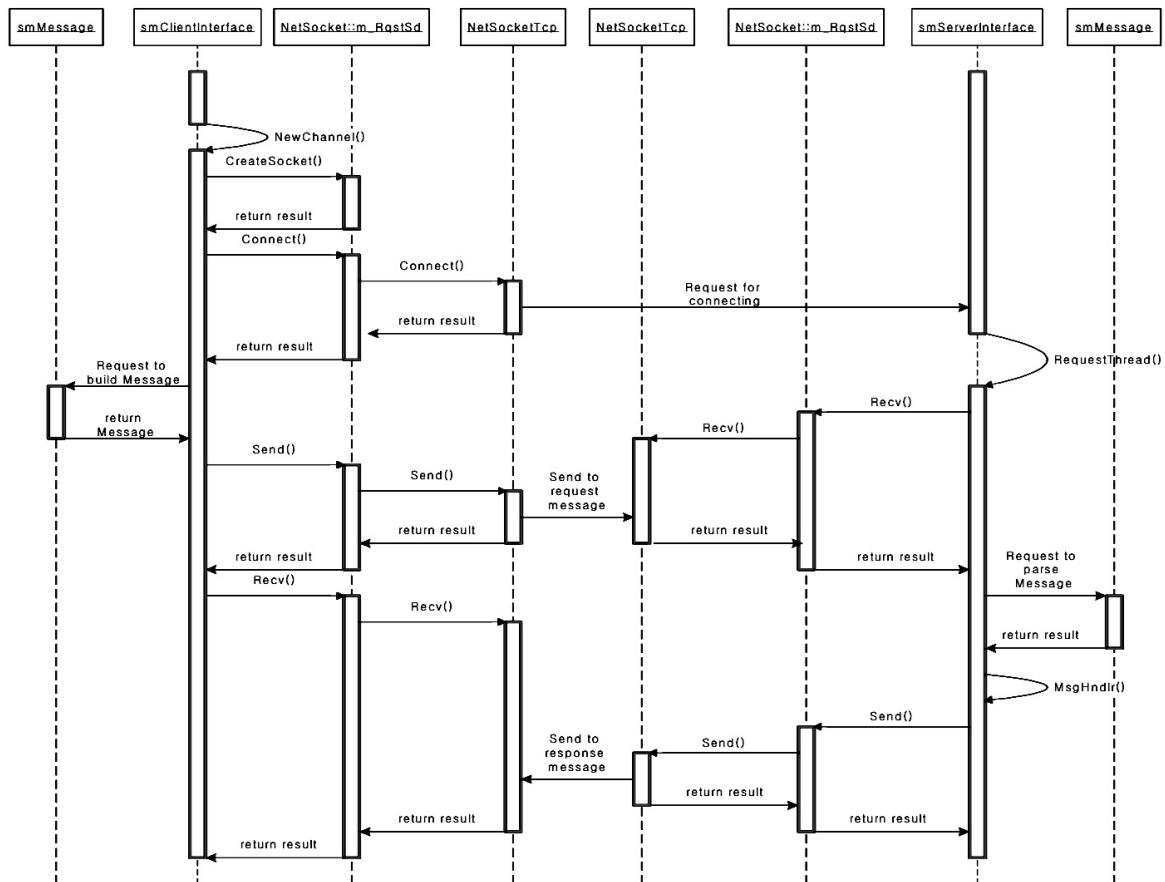 smMessage
smClientInterface
NetSocket::m_RqstSd
NetSocketTcp
NetSocketTcp
NetSocket::m_RqstSd
smServerInterface
smMessage
NewChannel()
CreateSocket()
return result
Connect()
Connect()
Request for
connecting
return result
return result
RequestThread()
Request to
build Message
Recv()
return
Message
Recv()
Send()
Send()
Send to
request
message
return result
return result
return result
return result
Request to
parse
Message
Recv()
Recv()
return result
MsgHndlr()
Send()
Send to
response
message
Send()
return result
return result
return result
return result